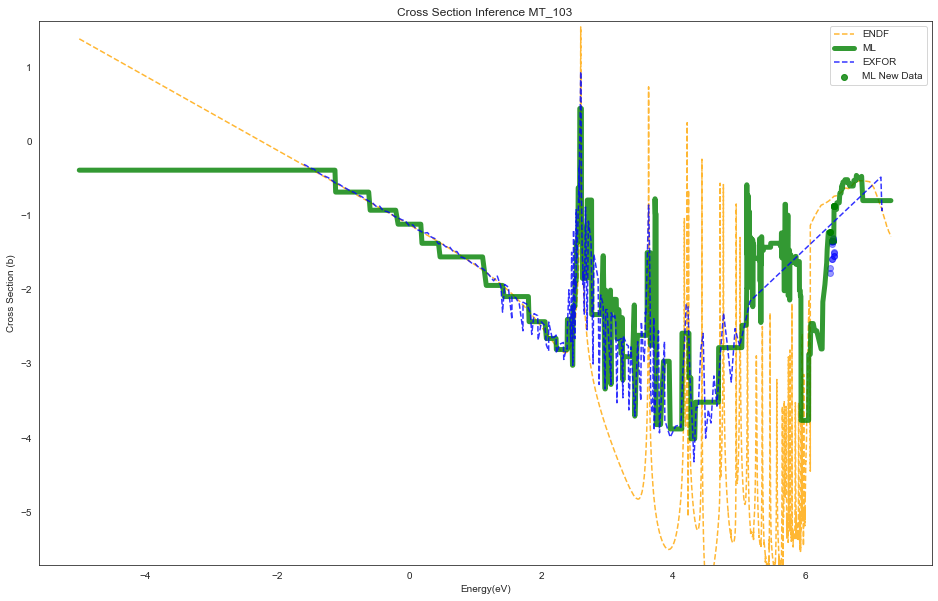 Cross Section Inference MT_103
ENDF
ML
EXFOR
ML New Data
Cross Section (b)
1
0
−1
−2
−3
−4
−5
−4
−2
0
2
4
6
Energy(eV)